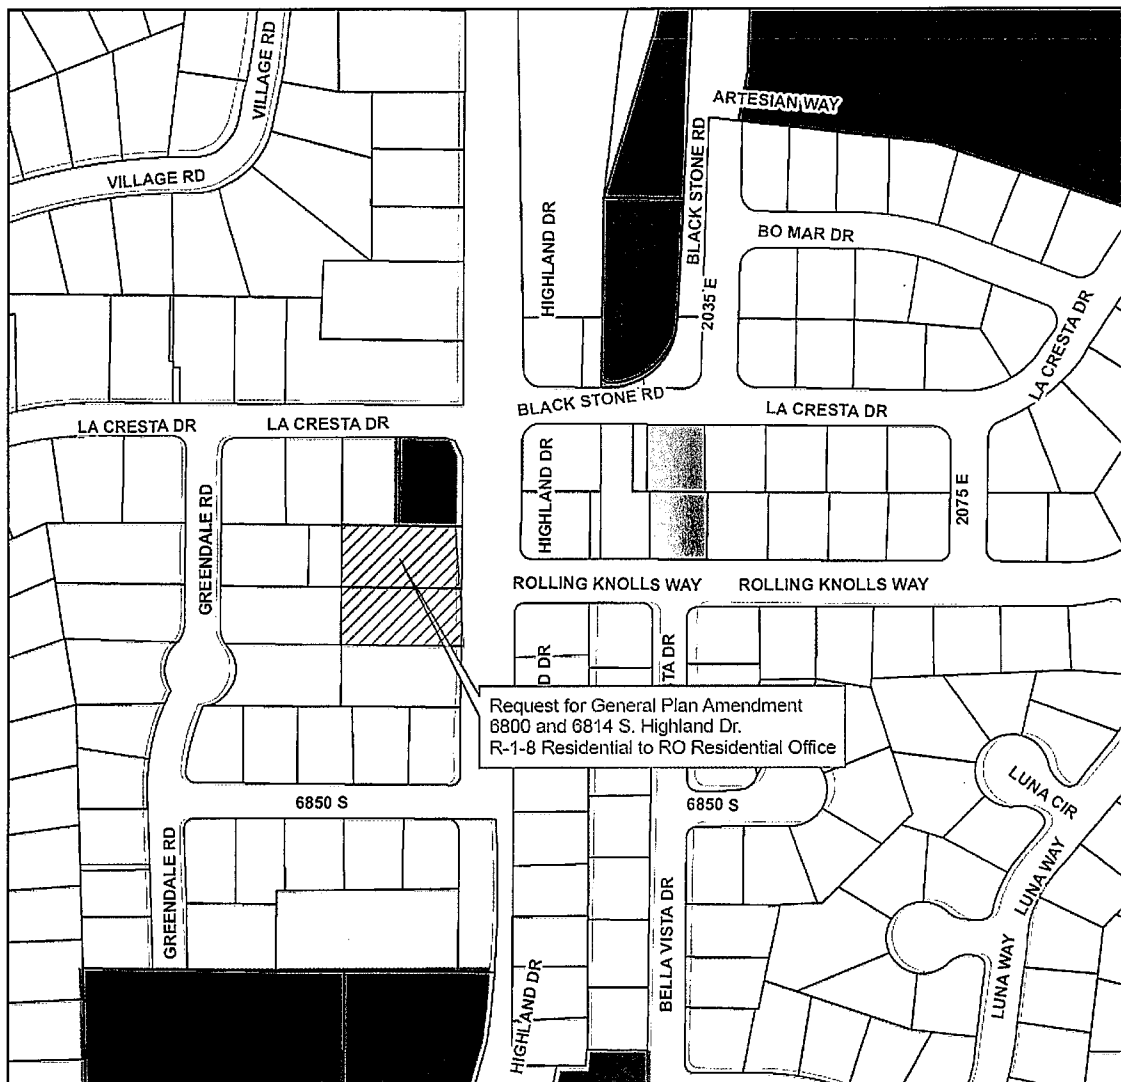 VILLAGE RD
VILLAGE RD
ARTESIAN WAY
BLACK STONE RD
HIGHLAND DR
BO MAR DR
2035 E
LA CRESTA DR
BLACK STONE RD
LA CRESTA DR
LA CRESTA DR
LA CRESTA DR
HIGHLAND DR
2075 E
GREENDALE RD
ROLLING KNOLLS WAY
ROLLING KNOLLS WAY
D DR
TA DR
Request for General Plan Amendment
6800 and 6814 S. Highland Dr.
R-1-8 Residential to RO Residential Office
6850 S
6850 S
LUNA CIR
GREENDALE RD
BELLA VISTA DR
LUNA WAY
LUNA WAY
HIGHLAND DR